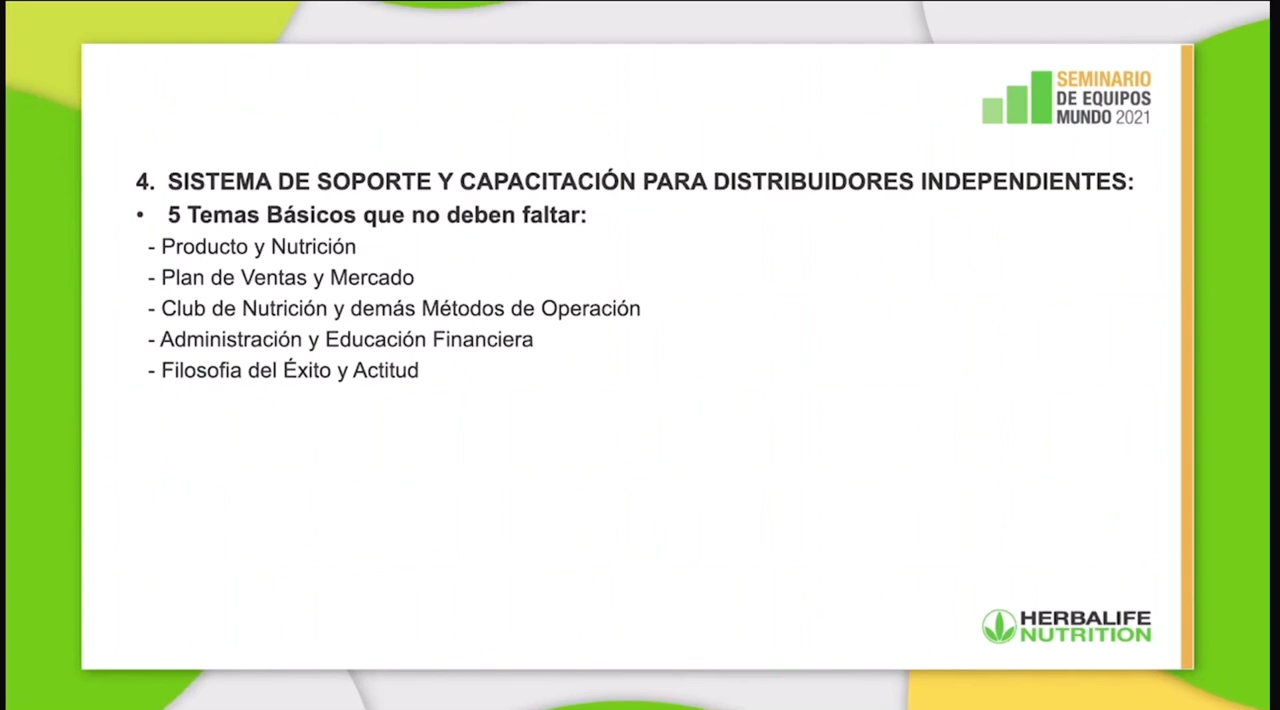 SEMINARIO
DE EQUIPOS
MUNDO 2021
4. SISTEMA DE SOPORTE Y CAPACITACIÓN PARA DISTRIBUIDORES INDEPENDIENTES:
• 5 Temas Básicos que no deben faltar:
- Producto y Nutrición
- Plan de Ventas y Mercado
- Club de Nutrición y demás Métodos de Operación
- Administración y Educación Financiera
- Filosofia del Éxito y Actitud
HERBALIFE
NUTRITION